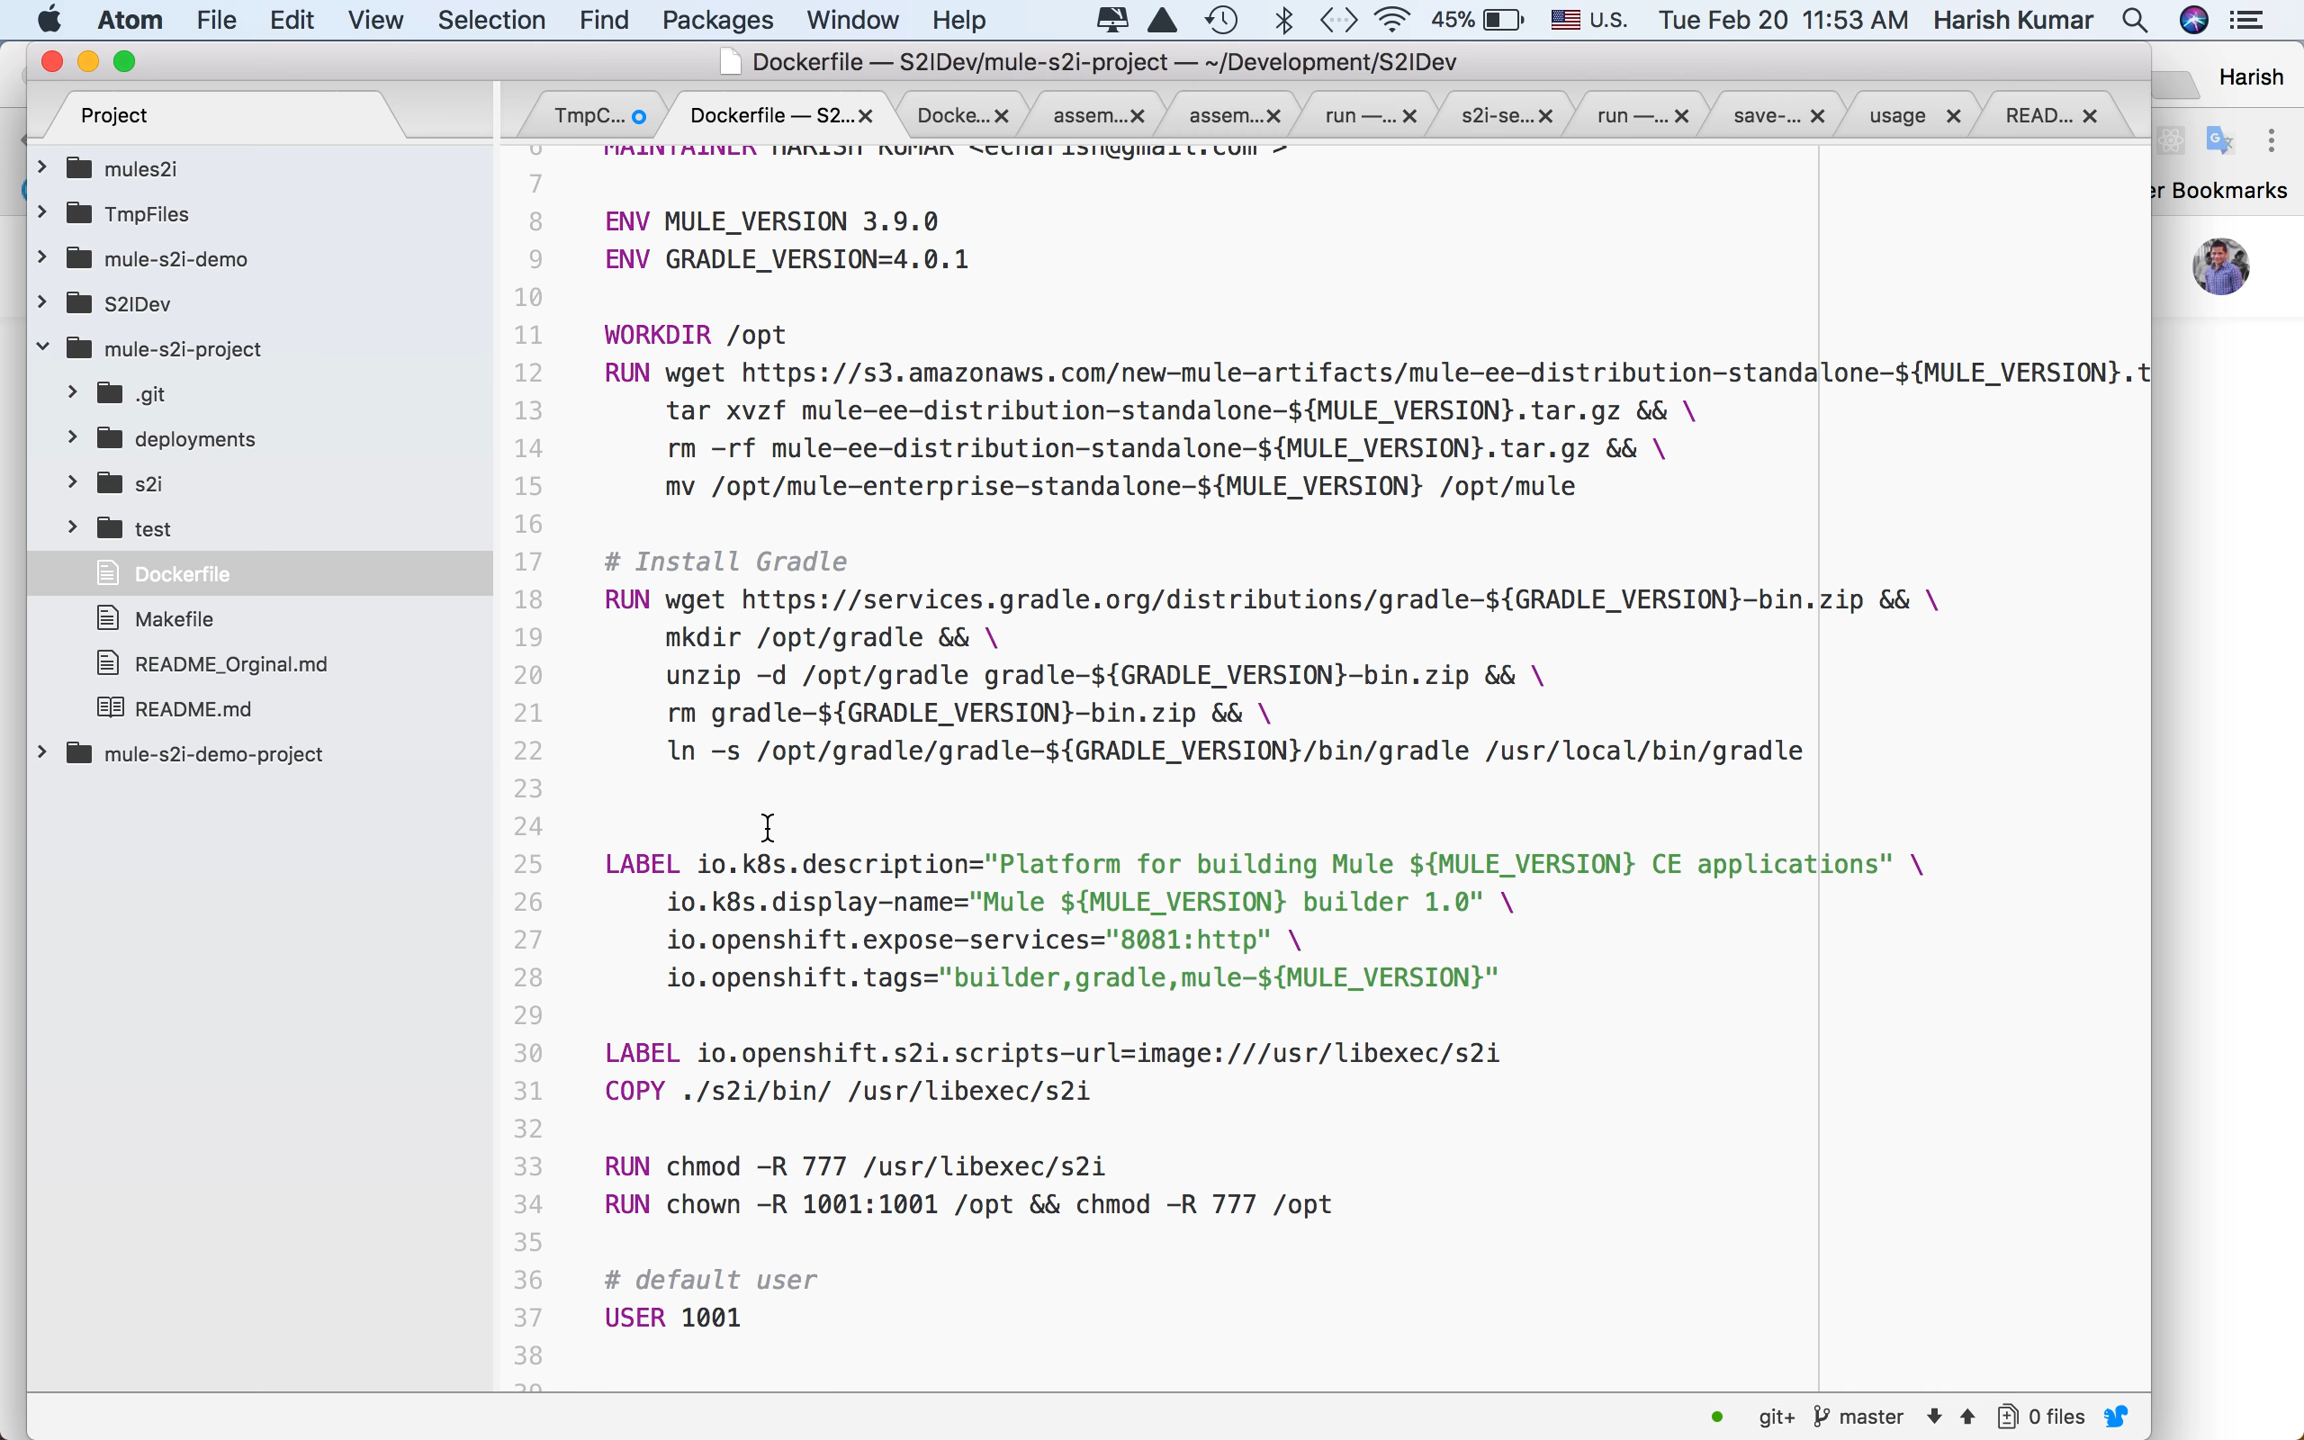 Atom File Edit View Selection Find Packages Window Help 45% U.S. Tue Feb 20 11:53 AM Harish Kumar
Dockerfile — S2IDev/mule-s2i-project — ~/Development/S2IDev
Harish
Project
TmpC... Dockerfile — S2... Docke... assem... assem... run —... s2i-se... run —... save-... usage READ...
er Bookmarks
mules2i
TmpFiles
mule-s2i-demo
S2IDev
mule-s2i-project
.git
deployments
s2i
test
Dockerfile
Makefile
README_Orginal.md
README.md
mule-s2i-demo-project
6 MAINTAINER HARISH KUMAR <echarish@gmail.com >
7
8 ENV MULE_VERSION 3.9.0
9 ENV GRADLE_VERSION=4.0.1
10
11 WORKDIR /opt
12 RUN wget https://s3.amazonaws.com/new-mule-artifacts/mule-ee-distribution-standalone-${MULE_VERSION}.t
13 tar xvzf mule-ee-distribution-standalone-${MULE_VERSION}.tar.gz && \
14 rm -rf mule-ee-distribution-standalone-${MULE_VERSION}.tar.gz && \
15 mv /opt/mule-enterprise-standalone-${MULE_VERSION} /opt/mule
16
17 # Install Gradle
18 RUN wget https://services.gradle.org/distributions/gradle-${GRADLE_VERSION}-bin.zip && \
19 mkdir /opt/gradle && \
20 unzip -d /opt/gradle gradle-${GRADLE_VERSION}-bin.zip && \
21 rm gradle-${GRADLE_VERSION}-bin.zip && \
22 ln -s /opt/gradle/gradle-${GRADLE_VERSION}/bin/gradle /usr/local/bin/gradle
23
24
25 LABEL io.k8s.description="Platform for building Mule ${MULE_VERSION} CE applications" \
26 io.k8s.display-name="Mule ${MULE_VERSION} builder 1.0" \
27 io.openshift.expose-services="8081:http" \
28 io.openshift.tags="builder,gradle,mule-${MULE_VERSION}"
29
30 LABEL io.openshift.s2i.scripts-url=image:///usr/libexec/s2i
31 COPY ./s2i/bin/ /usr/libexec/s2i
32
33 RUN chmod -R 777 /usr/libexec/s2i
34 RUN chown -R 1001:1001 /opt && chmod -R 777 /opt
35
36 # default user
37 USER 1001
38
39
git+ master 0 files